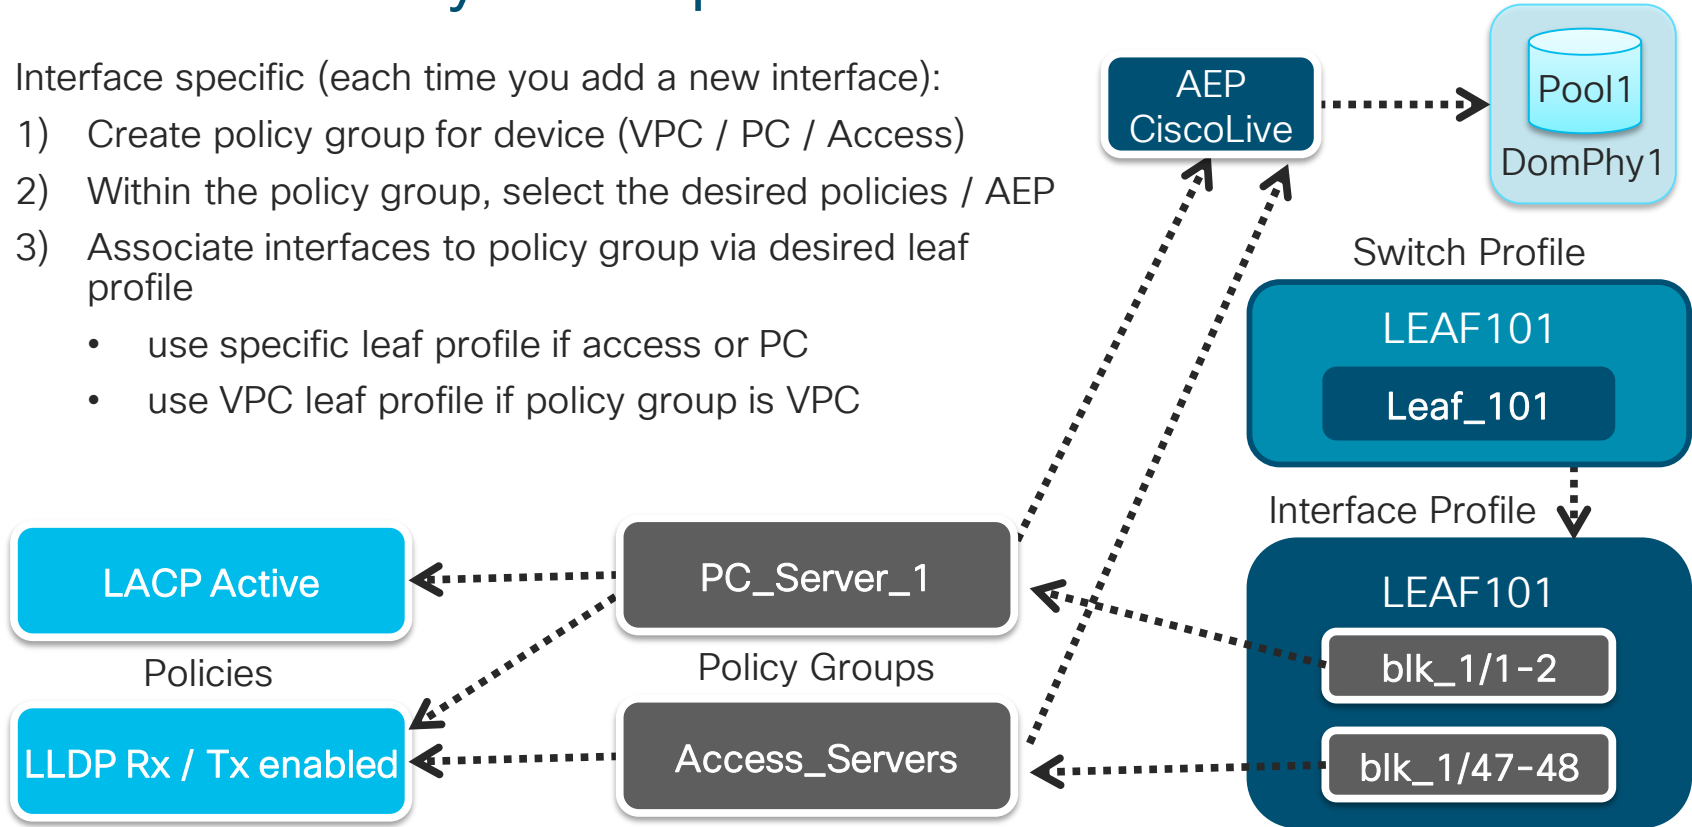 Interface specific (each time you add a new interface):
1) Create policy group for device (VPC / PC / Access)
2) Within the policy group, select the desired policies / AEP
3) Associate interfaces to policy group via desired leaf
profile
• use specific leaf profile if access or PC
• use VPC leaf profile if policy group is VPC
AEP
CiscoLive
Pool1
DomPhy1
Switch Profile
LEAF101
Leaf_101
Interface Profile
LEAF101
blk_1/1-2
blk_1/47-48
LACP Active
Policies
LLDP Rx / Tx enabled
PC_Server_1
Policy Groups
Access_Servers